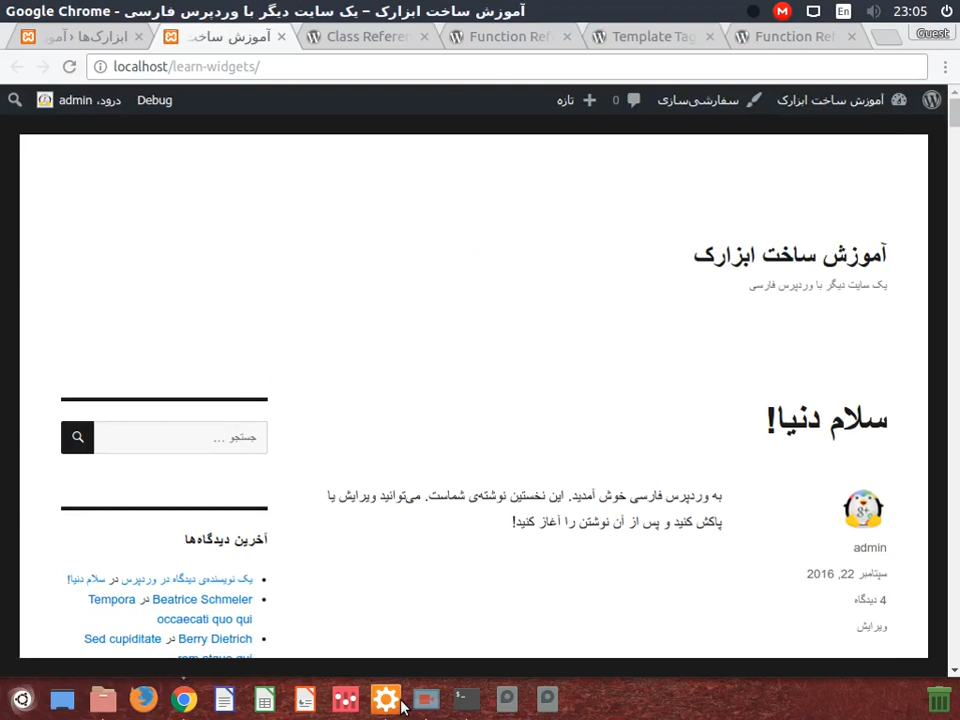 Google Chrome - آموزش ساخت ابزارک – یک سایت دیگر با وردپرس فارسی
En
23:05
ابزارک‌ها ‹ آمو
آموزش ساخت
Class Referen
Function Ref
Template Tag
Function Ref
Guest
localhost/learn-widgets/
آموزش ساخت ابزارک
سفارشی‌سازی
0
تازه
Debug
درود، admin
آموزش ساخت ابزارک
یک سایت دیگر با وردپرس فارسی
سلام دنیا!
جستجو …
به وردپرس فارسی خوش آمدید. این نخستین نوشته‌ی شماست. می‌توانید ویرایش یا
پاکش کنید و پس از آن نوشتن را آغاز کنید!
admin
سپتامبر 22, 2016
4 دیدگاه
ویرایش
آخرین دیدگاه‌ها
یک نویسنده‌ی دیدگاه در وردپرس در سلام دنیا!
Beatrice Schmeler در Tempora
occaecati quo qui
Berry Dietrich در Sed cupiditate